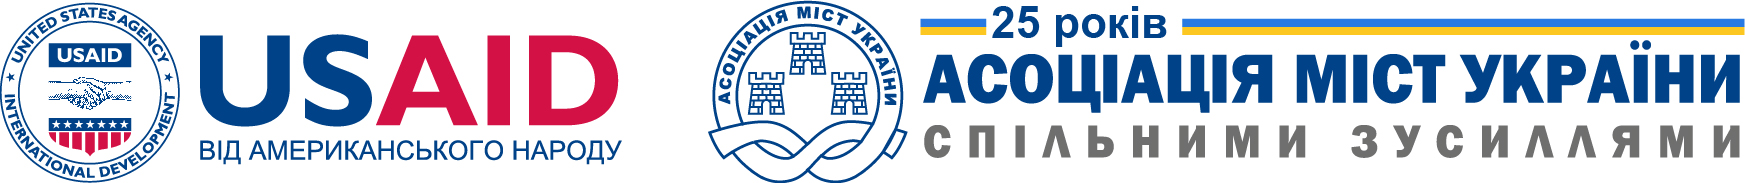 UNITED STATES AGENCY
USAID
INTERNATIONAL DEVELOPMENT
USAID
ВІД АМЕРИКАНСЬКОГО НАРОДУ
АСОЦІАЦІЯ МІСТ УКРАЇНИ
25 років
АСОЦІАЦІЯ МІСТ УКРАЇНИ
СПІЛЬНИМИ ЗУСИЛЛЯМИ